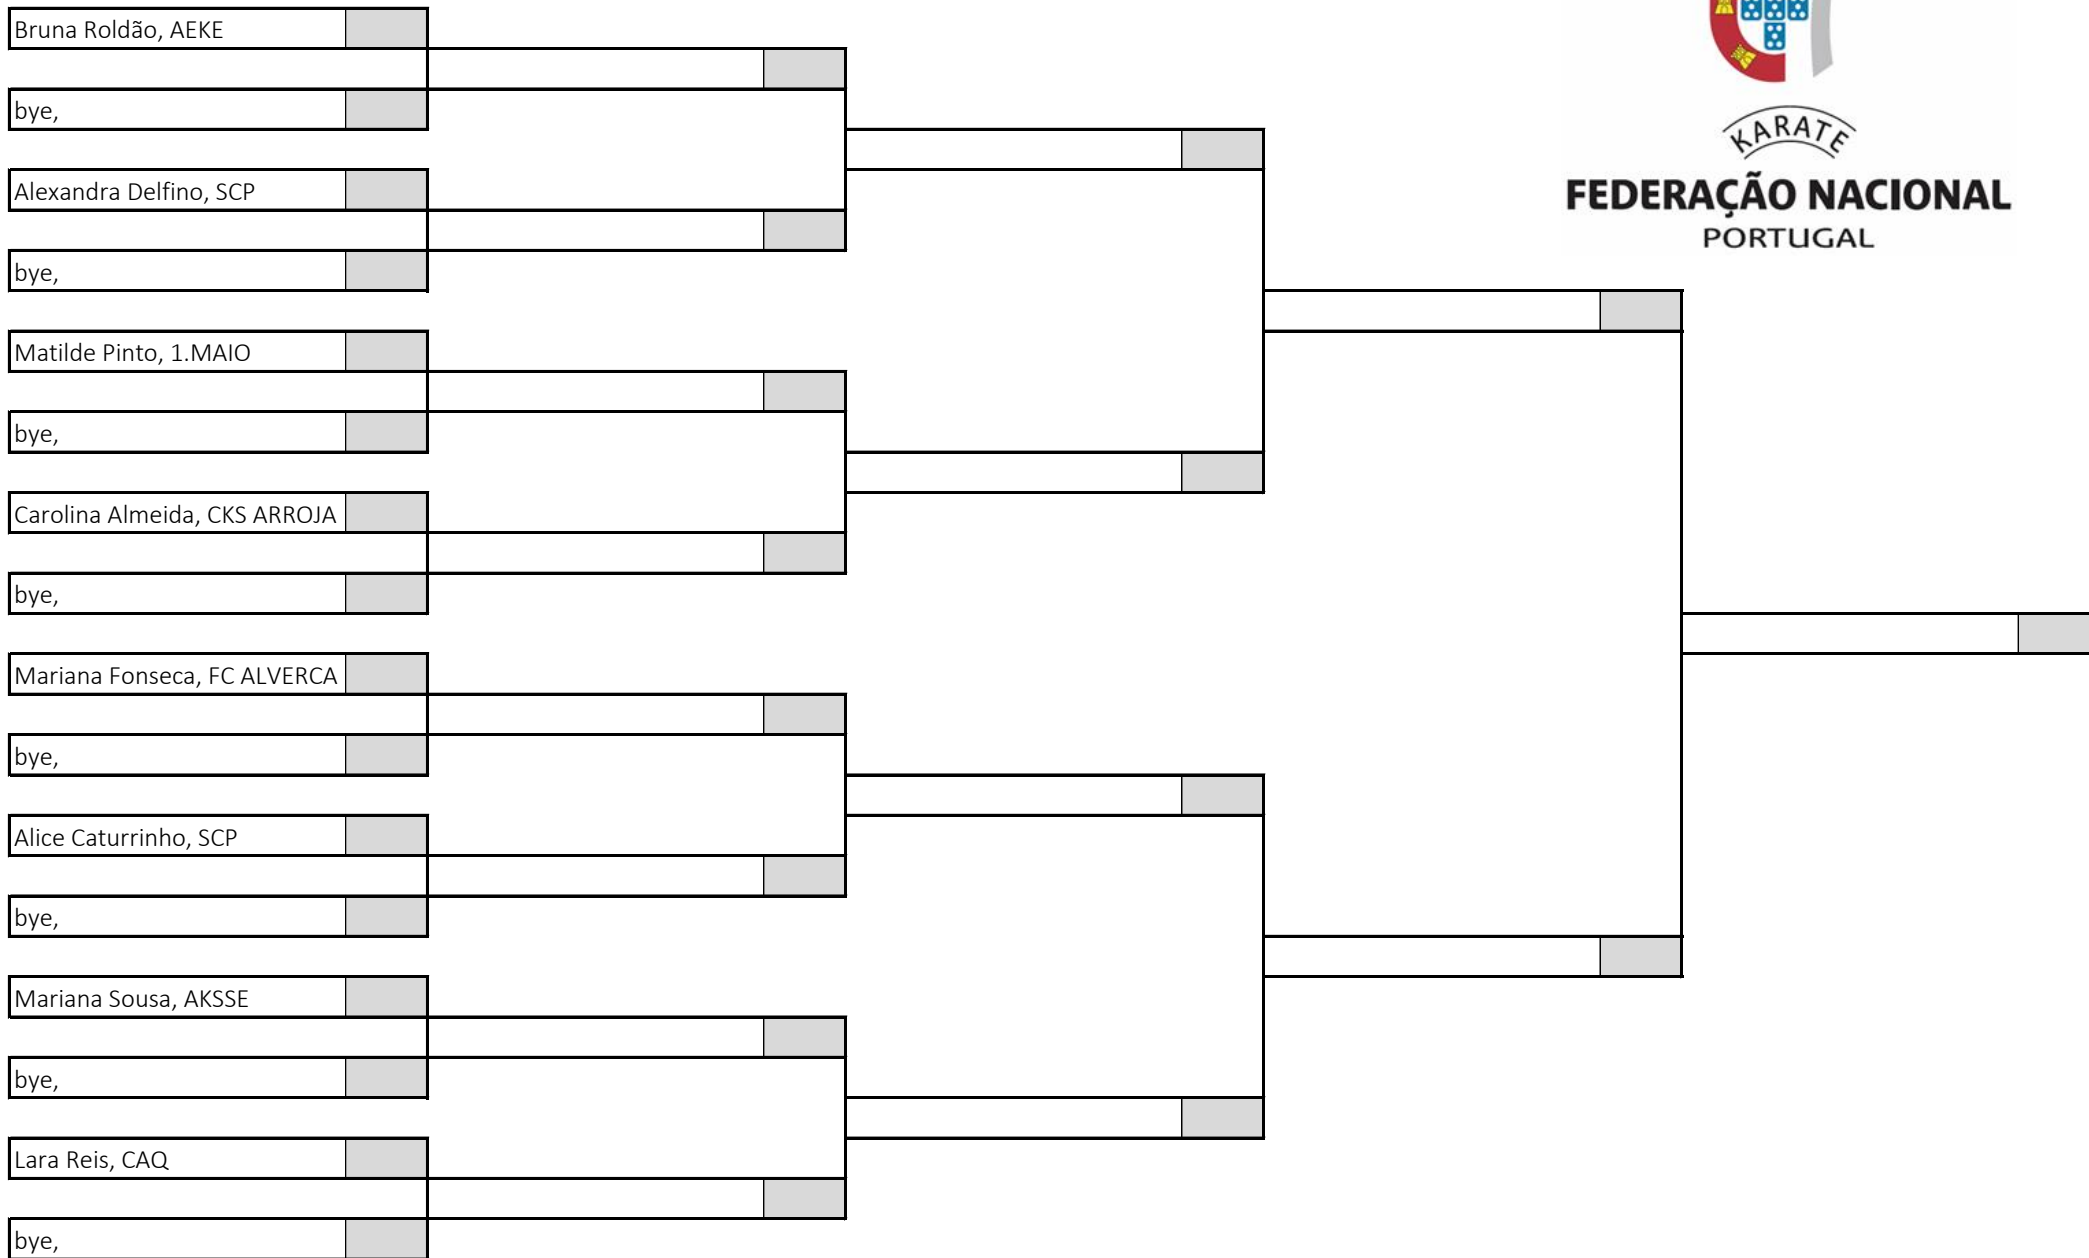 Bruna Roldão, AEKE
bye,
Alexandra Delfino, SCP
bye,
Matilde Pinto, 1.MAIO
bye,
Carolina Almeida, CKS ARROJA
bye,
Mariana Fonseca, FC ALVERCA
bye,
Alice Caturrinho, SCP
bye,
Mariana Sousa, AKSSE
bye,
Lara Reis, CAQ
bye,
KARATE
FEDERAÇÃO NACIONAL
PORTUGAL